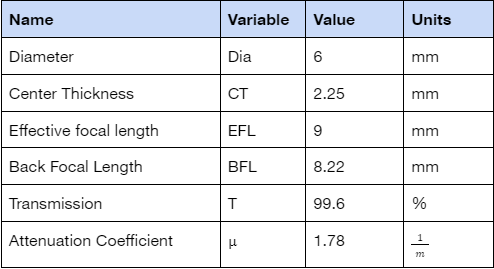 Name Variable Value Units
Diameter Dia 6 mm
Center Thickness CT 2.25 mm
Effective focal length EFL 9 mm
Back Focal Length BFL 8.22 mm
Transmission T 99.6 %
Attenuation Coefficient μ 1.78 1/m